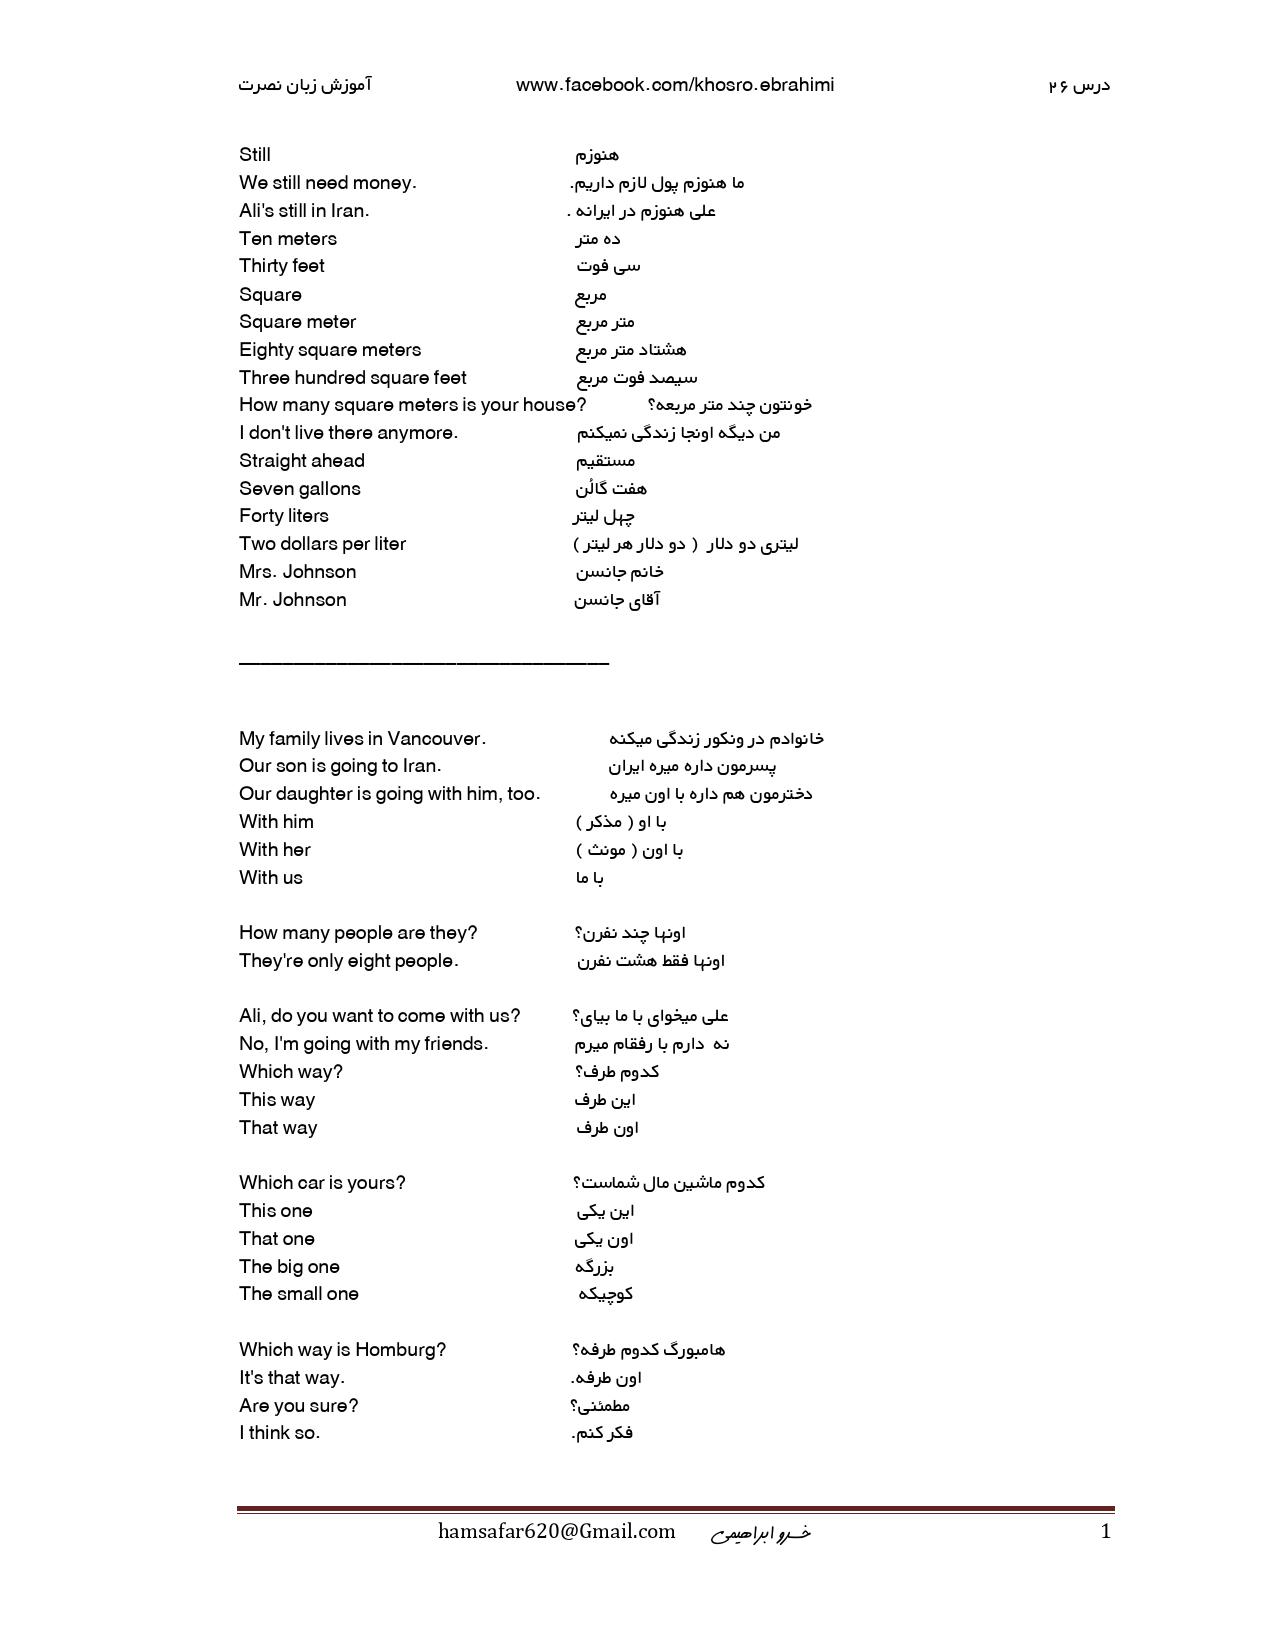 آموزش زبان نصرت www.facebook.com/khosro.ebrahimi درس ۲۶
Still هنوزم
We still need money. ما هنوزم پول لازم داریم.
Ali's still in Iran. علی هنوزم در ایرانه .
Ten meters ده متر
Thirty feet سی فوت
Square مربع
Square meter متر مربع
Eighty square meters هشتاد متر مربع
Three hundred square feet سیصد فوت مربع
How many square meters is your house? خونتون چند متر مربعه؟
I don't live there anymore. من دیگه اونجا زندگی نمیکنم
Straight ahead مستقیم
Seven gallons هفت گالُن
Forty liters چهل لیتر
Two dollars per liter لیتری دو دلار ( دو دلار هر لیتر )
Mrs. Johnson خانم جانسن
Mr. Johnson آقای جانسن
__________________________________
My family lives in Vancouver. خانوادم در ونکور زندگی میکنه
Our son is going to Iran. پسرمون داره میره ایران
Our daughter is going with him, too. دخترمون هم داره با اون میره
With him با او ( مذکر )
With her با اون ( مونث )
With us با ما
How many people are they? اونها چند نفرن؟
They're only eight people. اونها فقط هشت نفرن
Ali, do you want to come with us? علی میخوای با ما بیای؟
No, I'm going with my friends. نه دارم با رفقام میرم
Which way? کدوم طرف؟
This way این طرف
That way اون طرف
Which car is yours? کدوم ماشین مال شماست؟
This one این یکی
That one اون یکی
The big one بزرگه
The small one کوچیکه
Which way is Homburg? هامبورگ کدوم طرفه؟
It's that way. اون طرفه.
Are you sure? مطمئنی؟
I think so. فکر کنم.
hamsafar620@Gmail.com خسرو ابراهیمی 1